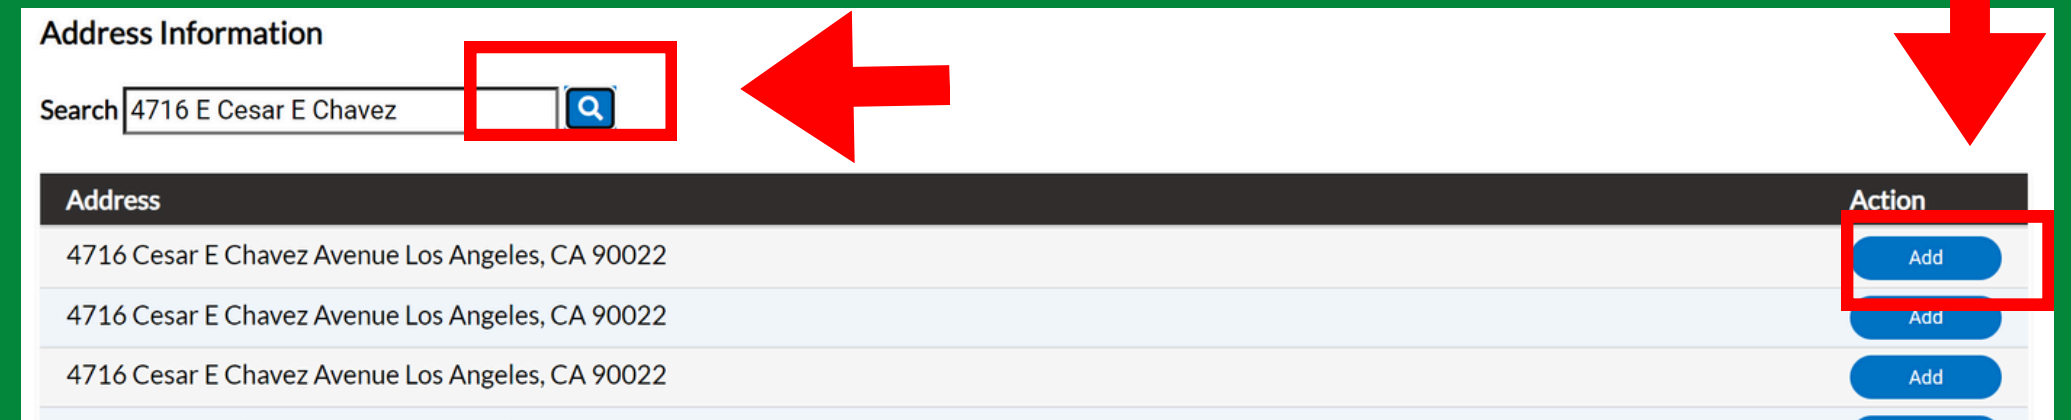 Address Information
Search 4716 E Cesar E Chavez
Address Action
4716 Cesar E Chavez Avenue Los Angeles, CA 90022 Add
4716 Cesar E Chavez Avenue Los Angeles, CA 90022 Add
4716 Cesar E Chavez Avenue Los Angeles, CA 90022 Add